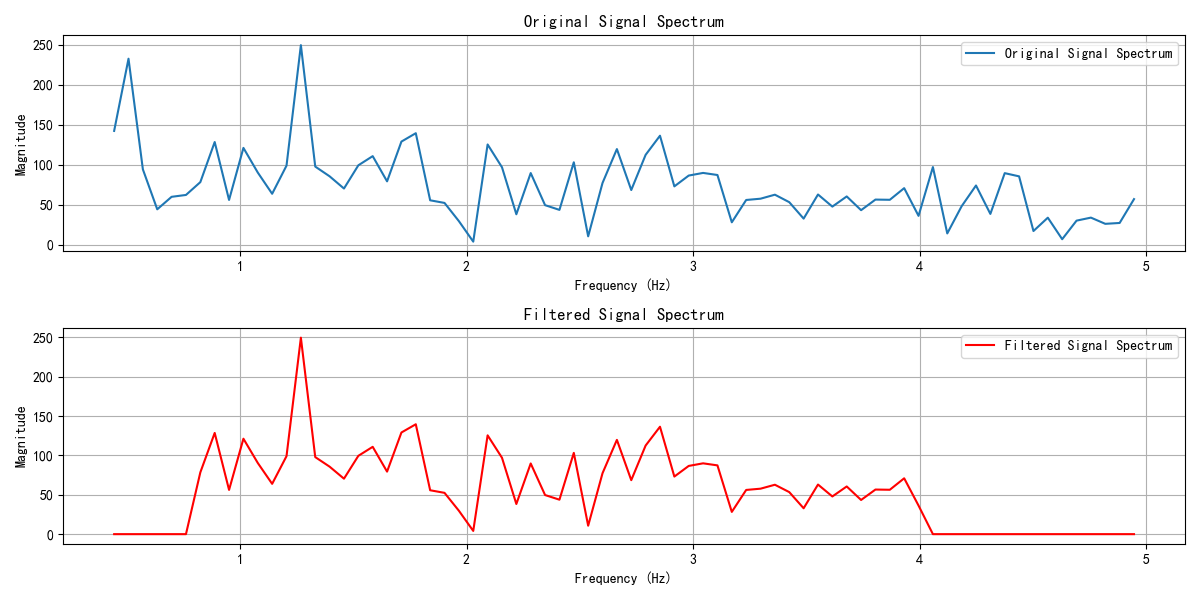 Original Signal Spectrum
250
200
150
100
50
0
Magnitude
Original Signal Spectrum
1
2
3
4
5
Frequency (Hz)
Filtered Signal Spectrum
250
200
150
100
50
0
Magnitude
Filtered Signal Spectrum
1
2
3
4
5
Frequency (Hz)